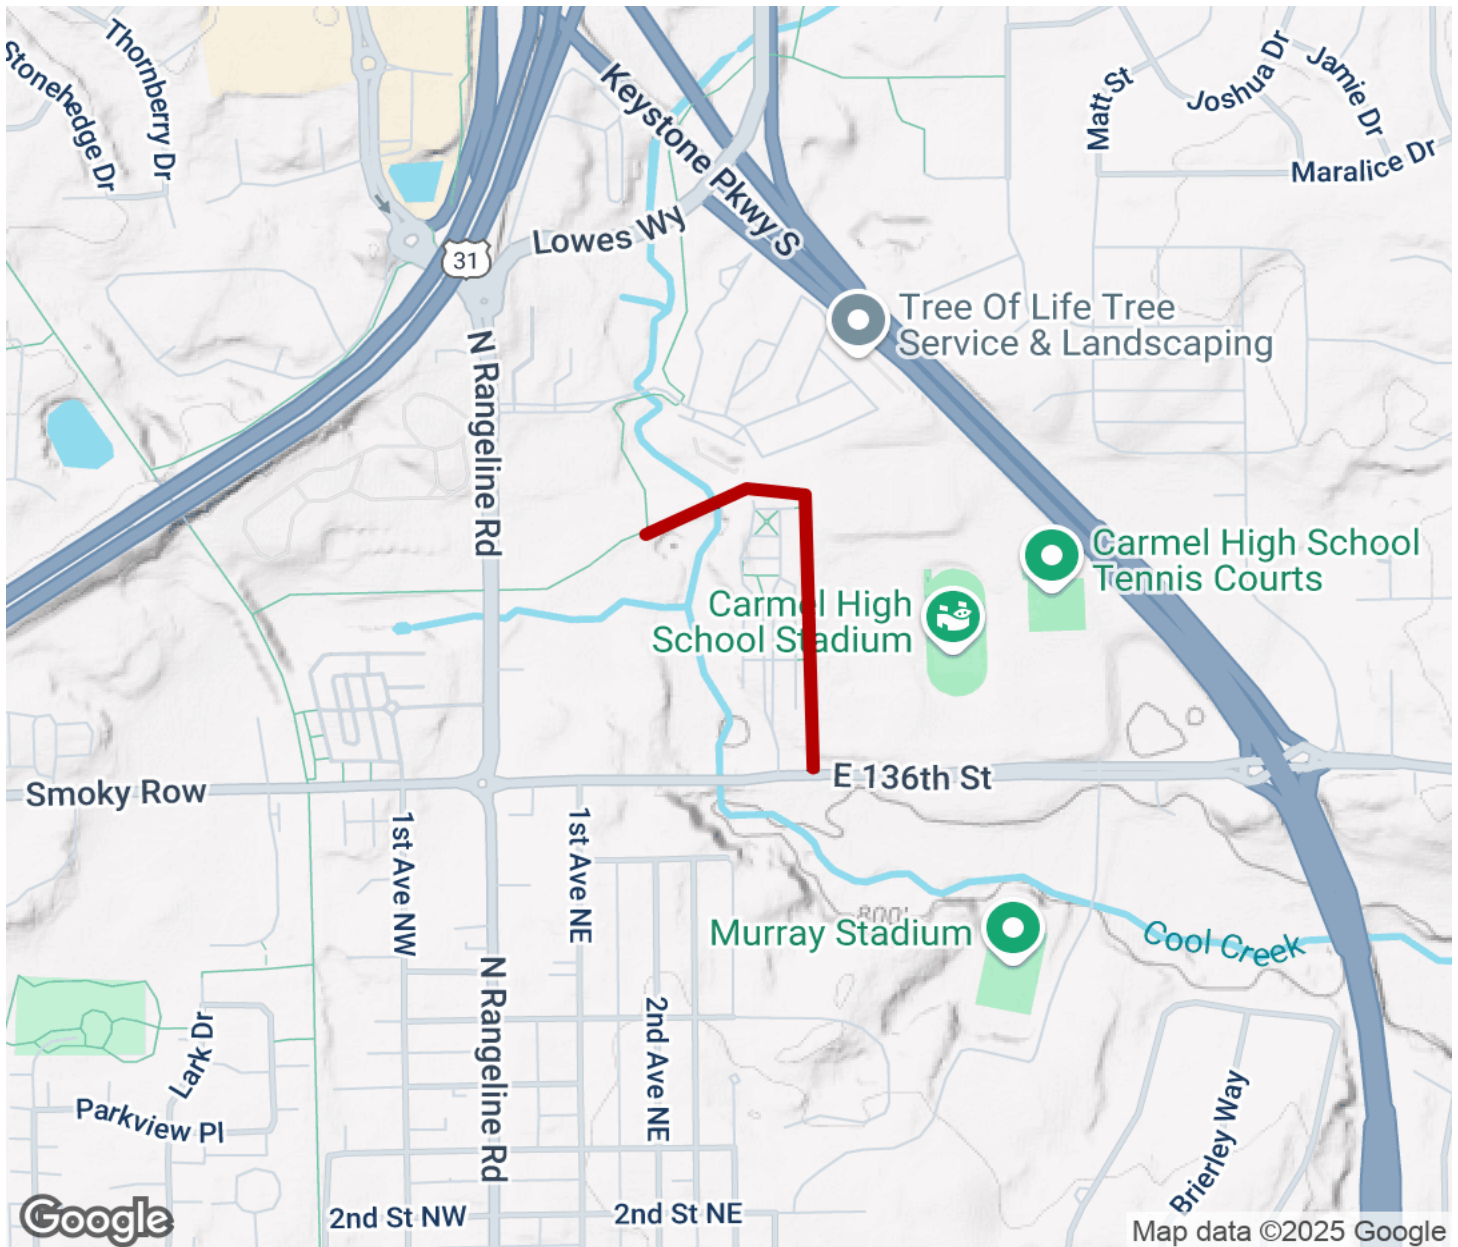 Thornberry Dr
Stonehedge Dr
Keystone Pkwy S
Matt St
Joshua Dr
Jamie Dr
Maralice Dr
Lowes Wy
31
Tree Of Life Tree
Service & Landscaping
N Rangeline Rd
Carmel High School
Tennis Courts
Carmel High
School Stadium
E 136th St
Smoky Row
1st Ave NW
1st Ave NE
800'
Murray Stadium
Cool Creek
N Rangeline Rd
2nd Ave NE
Lark Dr
Parkview Pl
Brierley Way
2nd St NW
2nd St NE
Google
Map data ©2025 Google